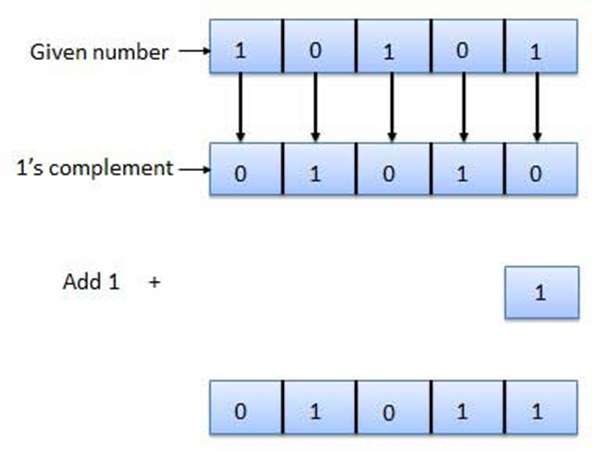 Given number 1 0 1 0 1
1's complement 0 1 0 1 0
Add 1 + 1
0 1 0 1 1